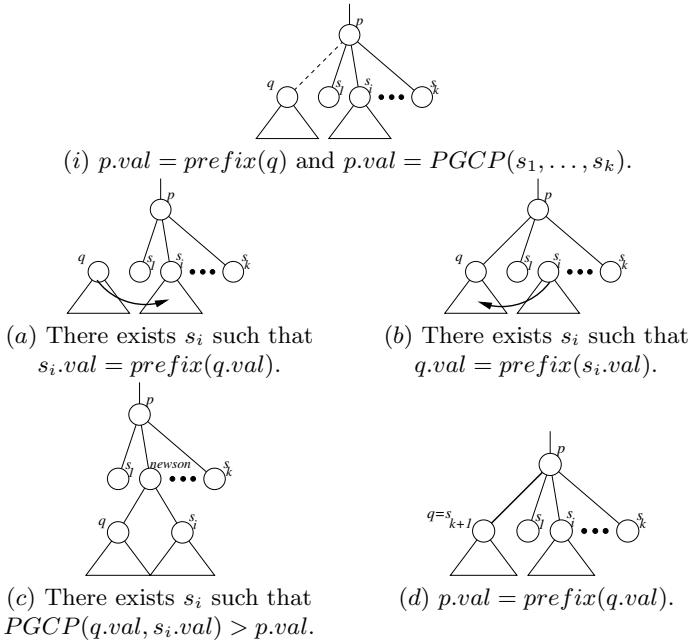 p
q s₁ sᵢ sₖ
(i) p.val = prefix(q) and p.val = PGCP(s₁, …, sₖ).
p p
q s₁ sᵢ sₖ q s₁ sᵢ sₖ
(a) There exists sᵢ such that (b) There exists sᵢ such that
sᵢ.val = prefix(q.val). q.val = prefix(sᵢ.val).
p
s₁ newson sₖ
p
q sᵢ
q=sₖ₊₁ s₁ sᵢ sₖ
(c) There exists sᵢ such that (d) p.val = prefix(q.val).
PGCP(q.val, sᵢ.val) > p.val.